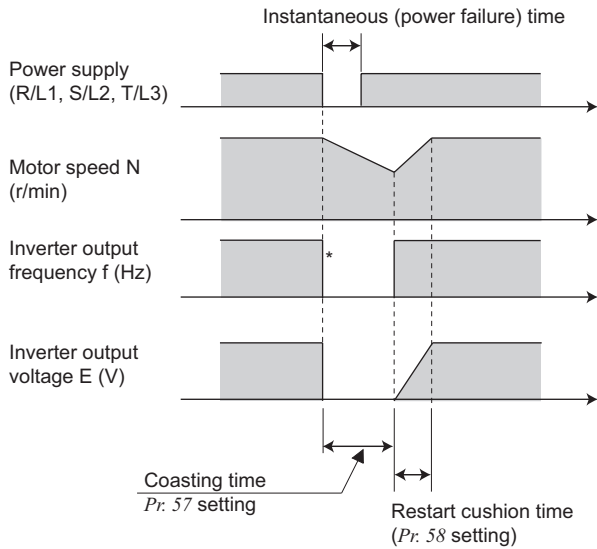 Instantaneous (power failure) time
Power supply
(R/L1, S/L2, T/L3)
Motor speed N
(r/min)
Inverter output
frequency f (Hz)
*
Inverter output
voltage E (V)
Coasting time
Pr. 57 setting
Restart cushion time
(Pr. 58 setting)